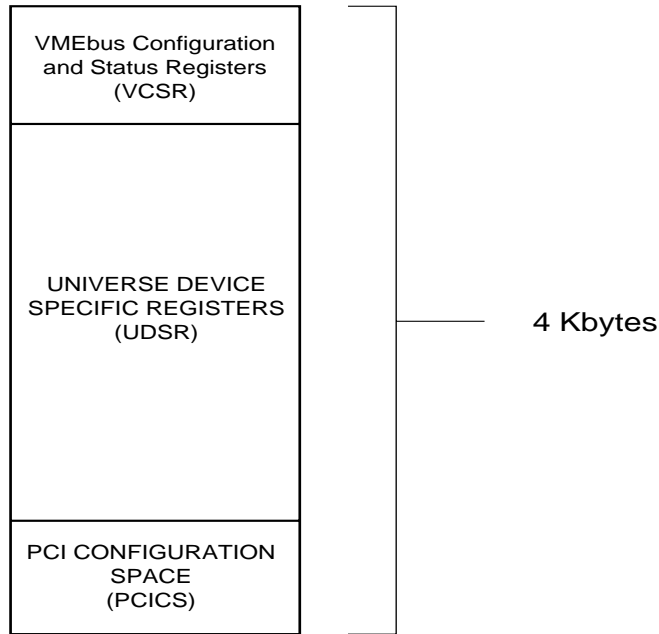 VMEbus Configuration
and Status Registers
(VCSR)
UNIVERSE DEVICE
SPECIFIC REGISTERS
(UDSR)
4 Kbytes
PCI CONFIGURATION
SPACE
(PCICS)